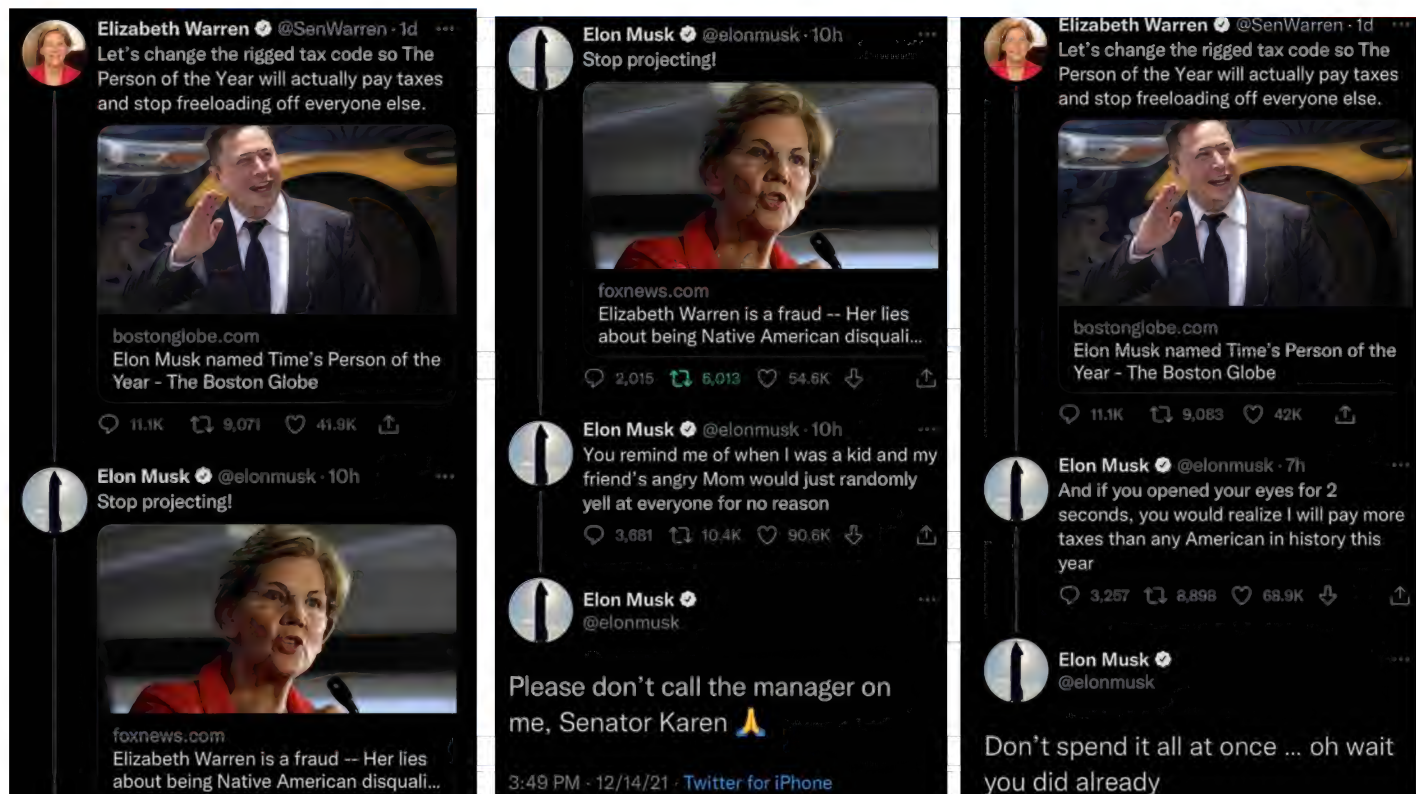 Elizabeth Warren @SenWarren · 1d
Let's change the rigged tax code so The
Person of the Year will actually pay taxes
and stop freeloading off everyone else.
bostonglobe.com
Elon Musk named Time's Person of the
Year - The Boston Globe
11.1K 9,071 41.9K
Elon Musk @elonmusk · 10h
Stop projecting!
foxnews.com
Elizabeth Warren is a fraud -- Her lies
about being Native American disquali...
Elon Musk @elonmusk · 10h
Stop projecting!
foxnews.com
Elizabeth Warren is a fraud -- Her lies
about being Native American disquali...
2,015 5,013 54.6K
Elon Musk @elonmusk · 10h
You remind me of when I was a kid and my
friend's angry Mom would just randomly
yell at everyone for no reason
3,681 10.4K 90.6K
Elon Musk
@elonmusk
Please don't call the manager on
me, Senator Karen 🙏
3:49 PM · 12/14/21 · Twitter for iPhone
Elizabeth Warren @SenWarren · 1d
Let's change the rigged tax code so The
Person of the Year will actually pay taxes
and stop freeloading off everyone else.
bostonglobe.com
Elon Musk named Time's Person of the
Year - The Boston Globe
11.1K 9,083 42K
Elon Musk @elonmusk · 7h
And if you opened your eyes for 2
seconds, you would realize I will pay more
taxes than any American in history this
year
3,257 8,898 68.9K
Elon Musk
@elonmusk
Don't spend it all at once ... oh wait
you did already